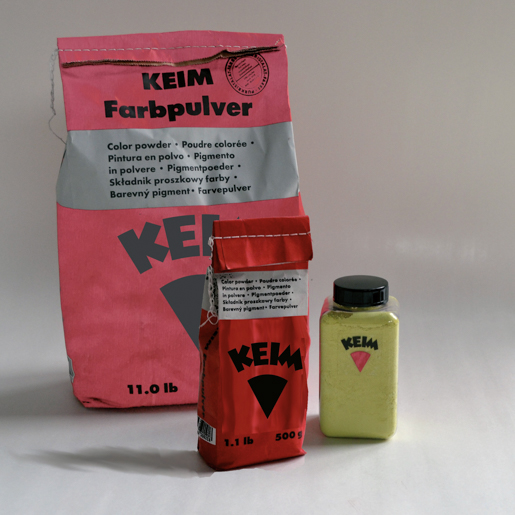 KEIM
Farbpulver
Color powder • Poudre colorée •
Pintura en polvo • Pigmento
in polvere • Pigmentpoeder •
Składnik proszkowy farby •
Barevný pigment • Farvepulver
KEI
11.0 lb
Color powder • Poudre colorée •
Pintura en polvo • Pigmento
in polvere • Pigmentpoeder •
Składnik proszkowy farby •
Barevný pigment • Farvepulver
KEIM
1.1 lb 500 g
KEIM